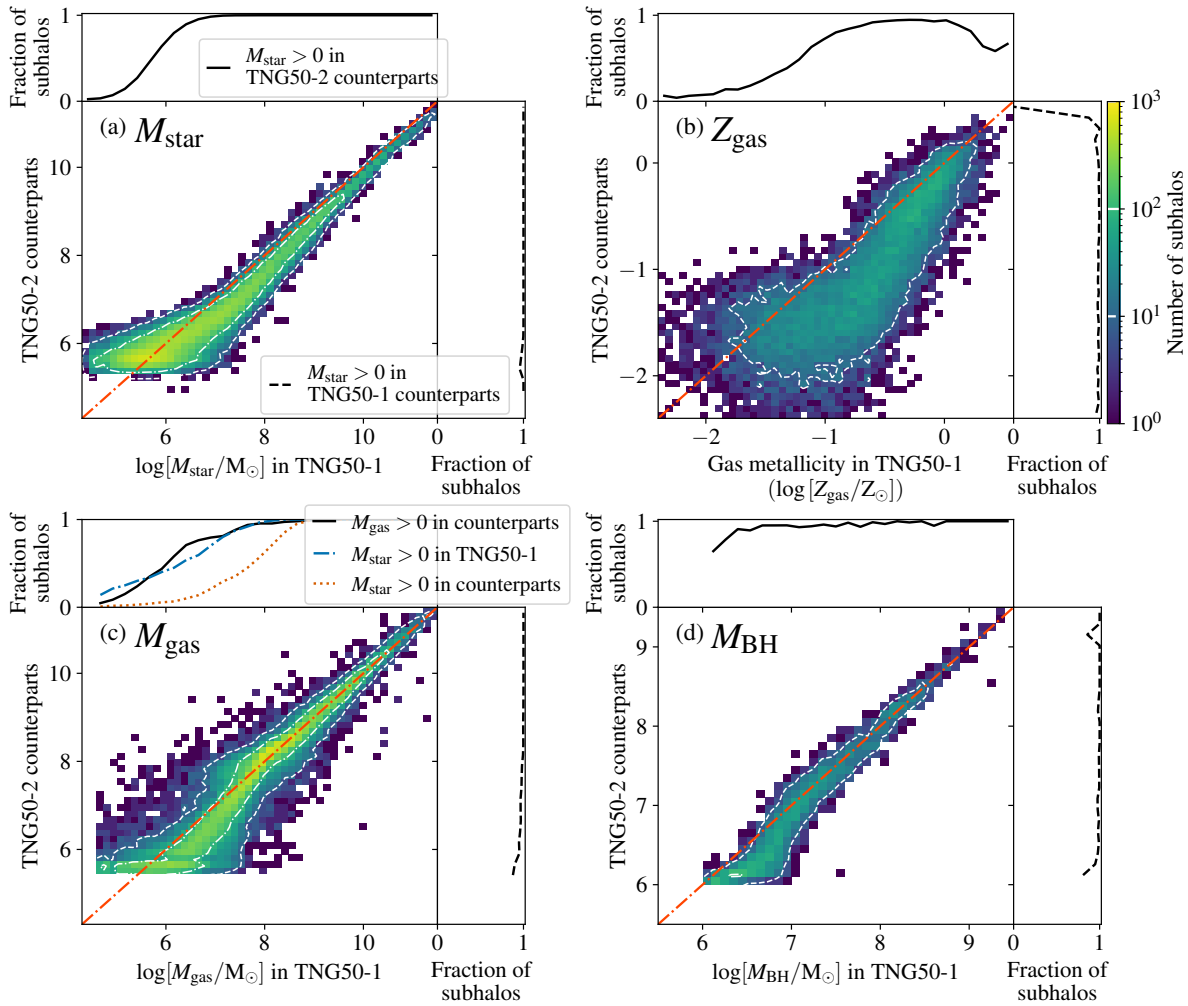 Fraction of
subhalos
1
0
M_star > 0 in
TNG50-2 counterparts
(a) M_star
TNG50-2 counterparts
10
8
6
M_star > 0 in
TNG50-1 counterparts
6 8 10 0 1
log[M_star/M_⊙] in TNG50-1
Fraction of
subhalos
Fraction of
subhalos
1
0
(b) Z_gas
TNG50-2 counterparts
0
−1
−2
−2 −1 0 0 1
Gas metallicity in TNG50-1
(log [Z_gas/Z_⊙])
Fraction of
subhalos
10^3
10^2
10^1
10^0
Number of subhalos
Fraction of
subhalos
1
0
M_gas > 0 in counterparts
M_star > 0 in TNG50-1
M_star > 0 in counterparts
(c) M_gas
TNG50-2 counterparts
10
8
6
6 8 10 0 1
log[M_gas/M_⊙] in TNG50-1
Fraction of
subhalos
Fraction of
subhalos
1
0
(d) M_BH
TNG50-2 counterparts
9
8
7
6
6 7 8 9 0 1
log[M_BH/M_⊙] in TNG50-1
Fraction of
subhalos